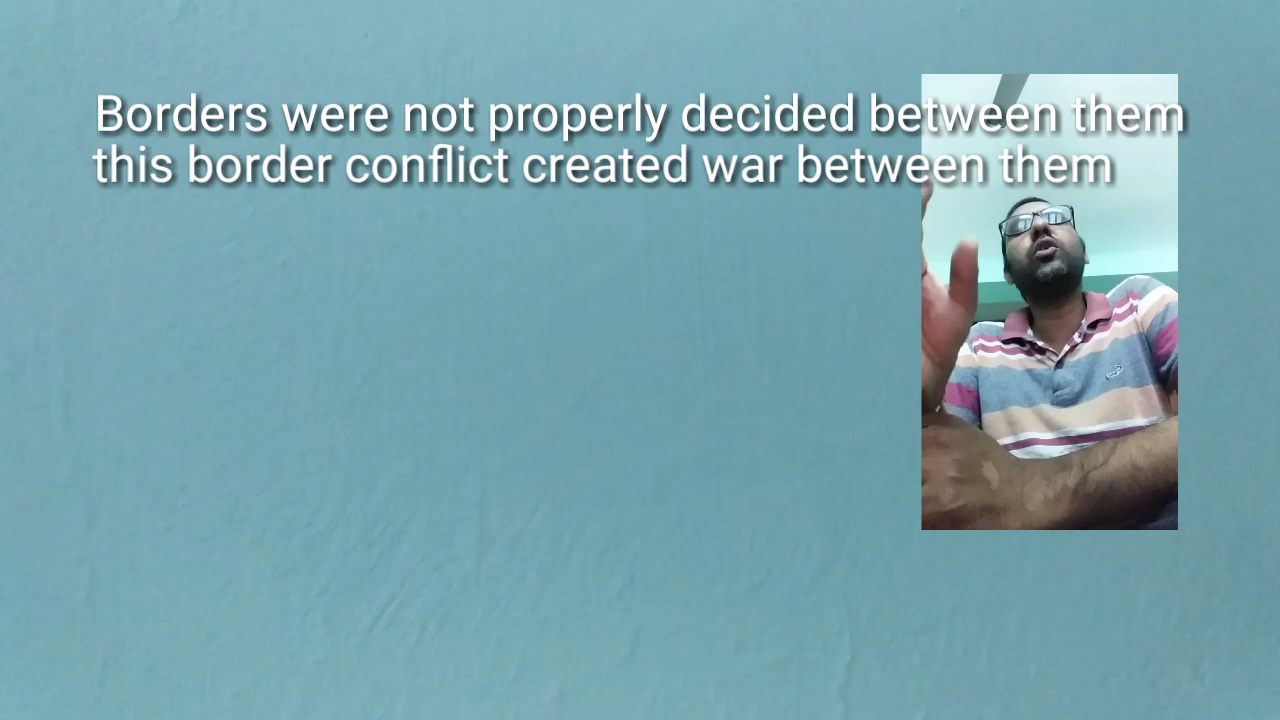 Borders were not properly decided between them
this border conflict created war between them